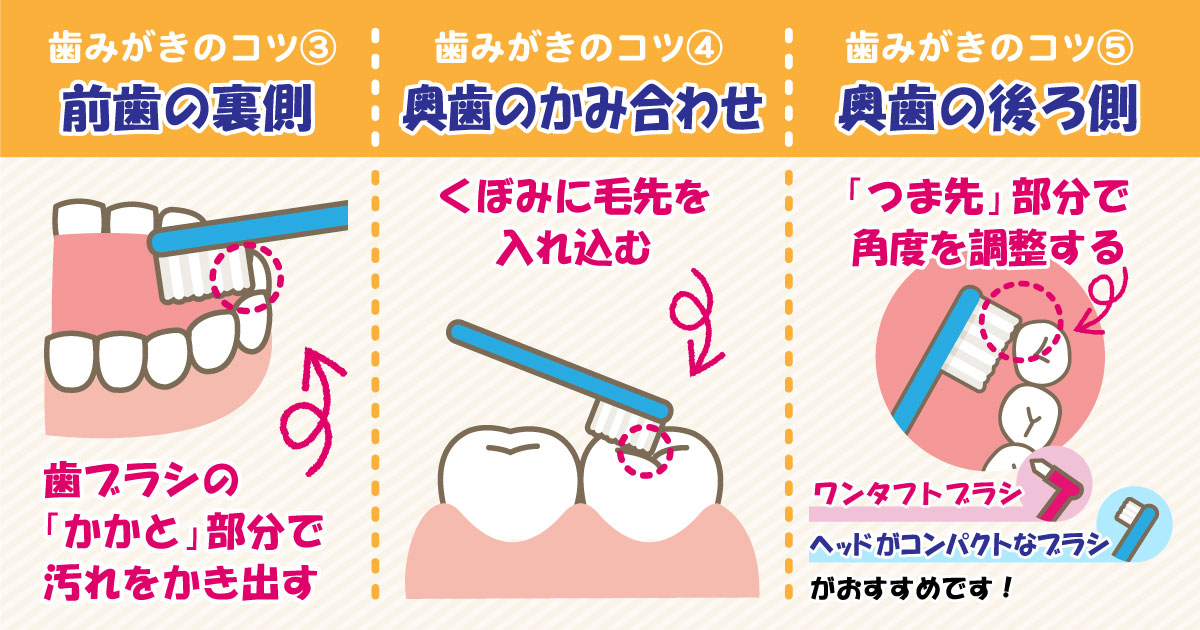 歯みがきのコツ③
前歯の裏側
歯ブラシの
「かかと」部分で
汚れをかき出す
歯みがきのコツ④
奥歯のかみ合わせ
くぼみに毛先を
入れ込む
歯みがきのコツ⑤
奥歯の後ろ側
「つま先」部分で
角度を調整する
ワンタフトブラシ
ヘッドがコンパクトなブラシ
がおすすめです！